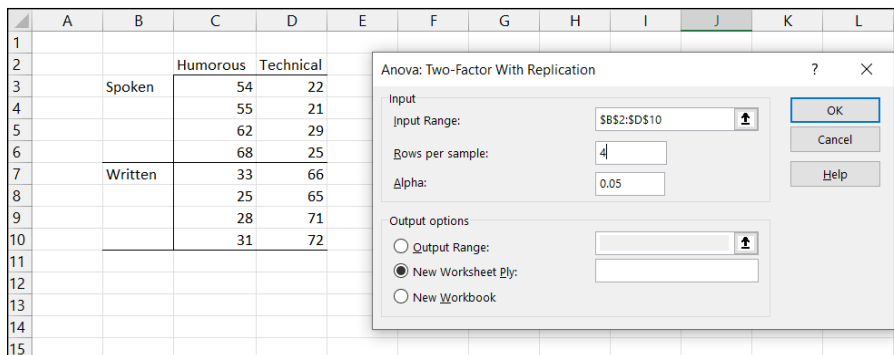 A B C D E F G H I J K L
1
2 Humorous Technical
3 Spoken 54 22
4 55 21
5 62 29
6 68 25
7 Written 33 66
8 25 65
9 28 71
10 31 72
11
12
13
14
15
Anova: Two-Factor With Replication ? ×
Input
Input Range: $B$2:$D$10
Rows per sample: 4
Alpha: 0.05
OK
Cancel
Help
Output options
Output Range:
New Worksheet Ply:
New Workbook